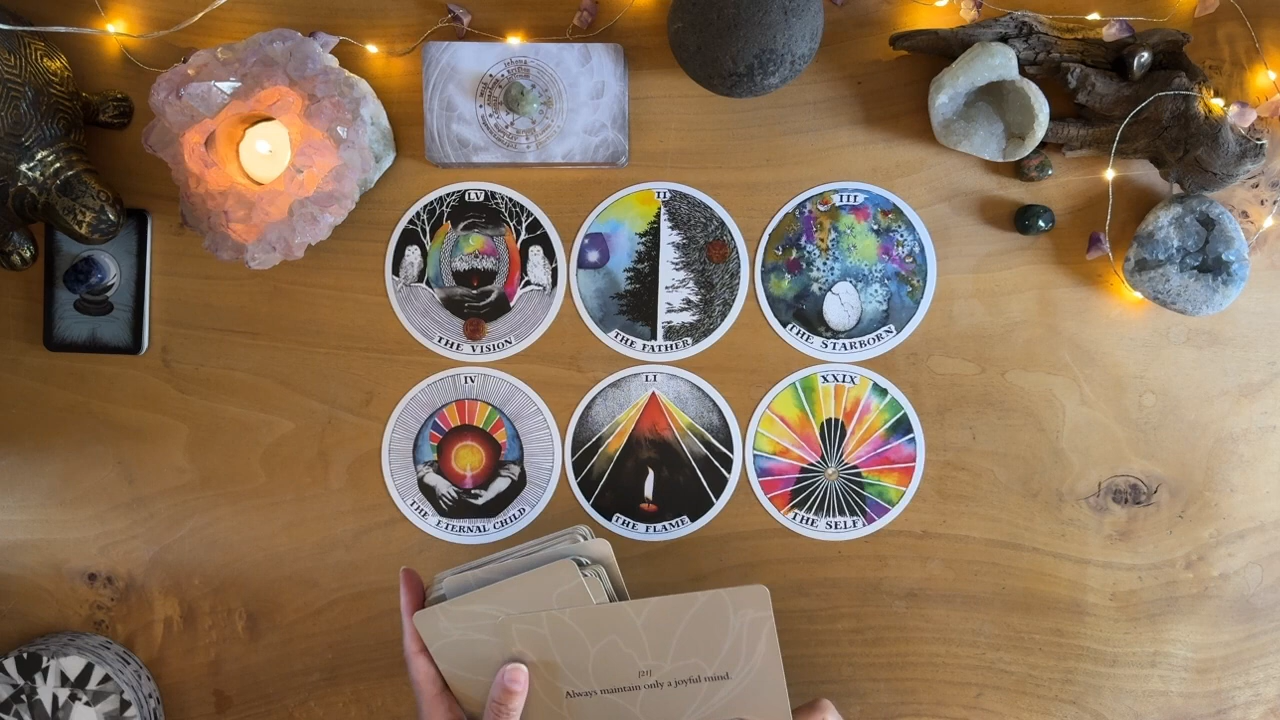 LV
THE VISION
II
THE FATHER
III
THE STARBORN
IV
THE ETERNAL CHILD
LI
THE FLAME
XXIX
THE SELF
[21]
Always maintain only a joyful mind.